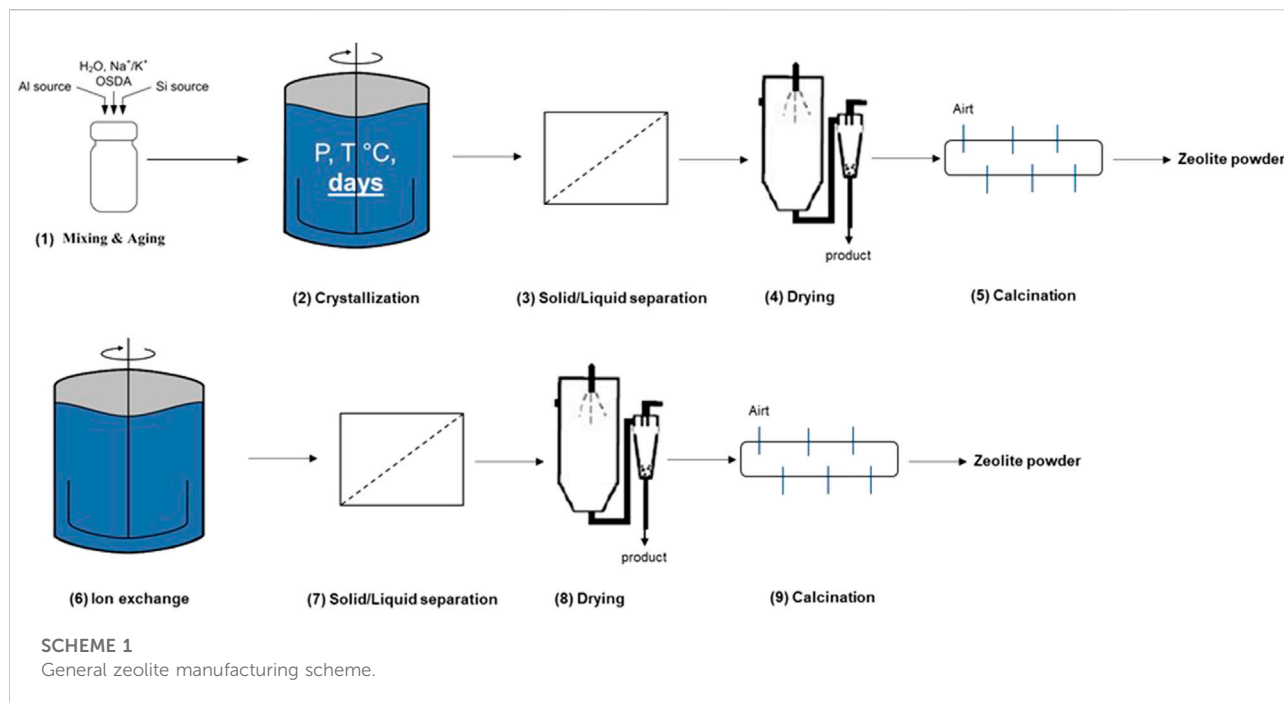 H₂O, Na⁺/K⁺
OSDA
Al source
Si source
(1) Mixing & Aging
P, T °C,
days
(2) Crystallization
(3) Solid/Liquid separation
product
(4) Drying
Airt
(5) Calcination
Zeolite powder
(6) Ion exchange
(7) Solid/Liquid separation
product
(8) Drying
Airt
(9) Calcination
Zeolite powder
SCHEME 1
General zeolite manufacturing scheme.